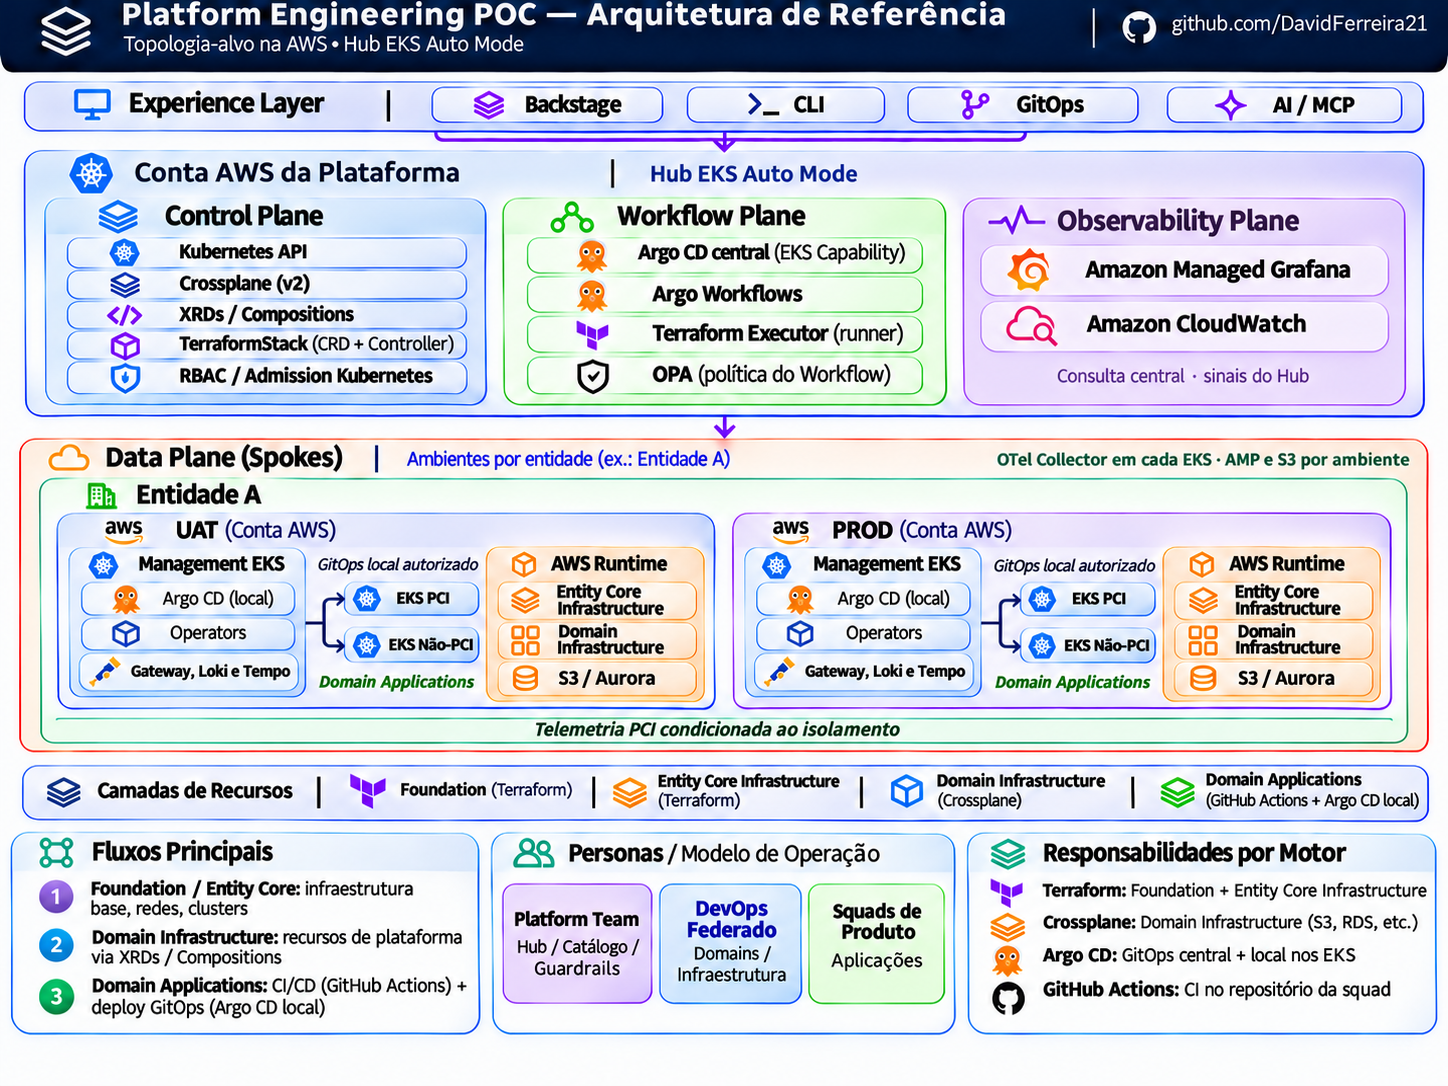 Platform Engineering POC — Arquitetura de Referência
Topologia-alvo na AWS • Hub EKS Auto Mode
github.com/DavidFerreira21
Experience Layer
Backstage
CLI
GitOps
AI / MCP
Conta AWS da Plataforma
Hub EKS Auto Mode
Control Plane
Kubernetes API
Crossplane (v2)
XRDs / Compositions
TerraformStack (CRD + Controller)
RBAC / Admission Kubernetes
Workflow Plane
Argo CD central (EKS Capability)
Argo Workflows
Terraform Executor (runner)
OPA (política do Workflow)
Observability Plane
Amazon Managed Grafana
Amazon CloudWatch
Consulta central · sinais do Hub
Data Plane (Spokes)
Ambientes por entidade (ex.: Entidade A)
OTel Collector em cada EKS · AMP e S3 por ambiente
Entidade A
aws
UAT (Conta AWS)
Management EKS
Argo CD (local)
Operators
Gateway, Loki e Tempo
GitOps local autorizado
EKS PCI
EKS Não-PCI
Domain Applications
AWS Runtime
Entity Core
Infrastructure
Domain
Infrastructure
S3 / Aurora
aws
PROD (Conta AWS)
Management EKS
Argo CD (local)
Operators
Gateway, Loki e Tempo
GitOps local autorizado
EKS PCI
EKS Não-PCI
Domain Applications
AWS Runtime
Entity Core
Infrastructure
Domain
Infrastructure
S3 / Aurora
Telemetria PCI condicionada ao isolamento
Camadas de Recursos
Foundation (Terraform)
Entity Core Infrastructure
(Terraform)
Domain Infrastructure
(Crossplane)
Domain Applications
(GitHub Actions + Argo CD local)
Fluxos Principais
1
Foundation / Entity Core: infraestrutura
base, redes, clusters
2
Domain Infrastructure: recursos de plataforma
via XRDs / Compositions
3
Domain Applications: CI/CD (GitHub Actions) +
deploy GitOps (Argo CD local)
Personas / Modelo de Operação
Platform Team
Hub / Catálogo /
Guardrails
DevOps
Federado
Domains /
Infraestrutura
Squads de
Produto
Aplicações
Responsabilidades por Motor
Terraform: Foundation + Entity Core Infrastructure
Crossplane: Domain Infrastructure (S3, RDS, etc.)
Argo CD: GitOps central + local nos EKS
GitHub Actions: CI no repositório da squad